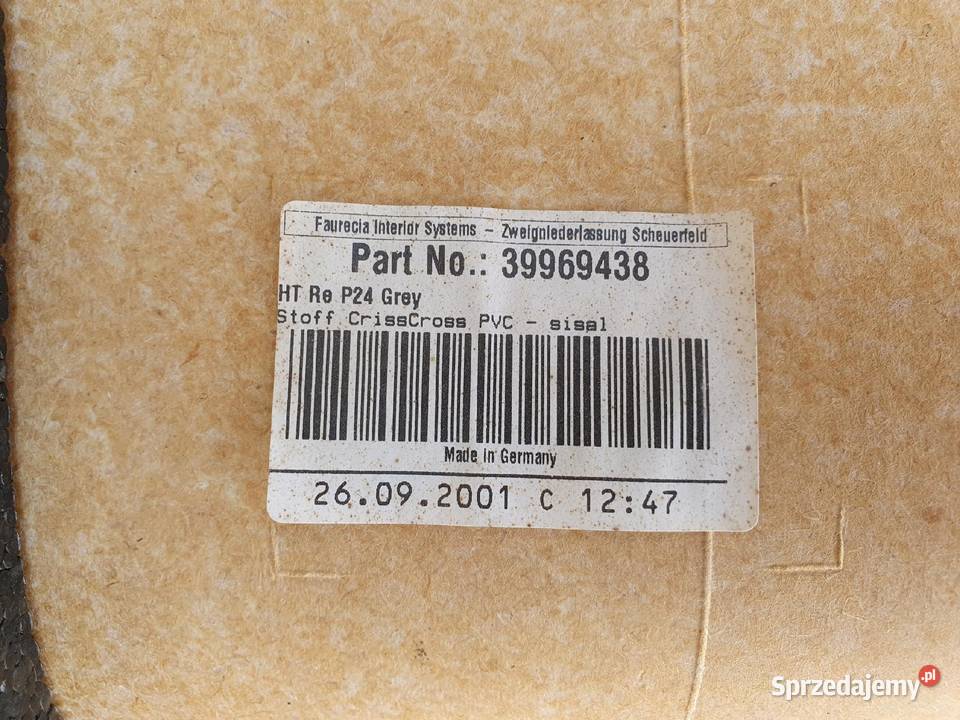 Faurecia Interior Systems - Zweigniederlassung Scheuerfeld
Part No.: 39969438
HT Re P24 Grey
Stoff CrissCross PVC - sisal
Made in Germany
26.09.2001 C 12:47
Sprzedajemy.pl